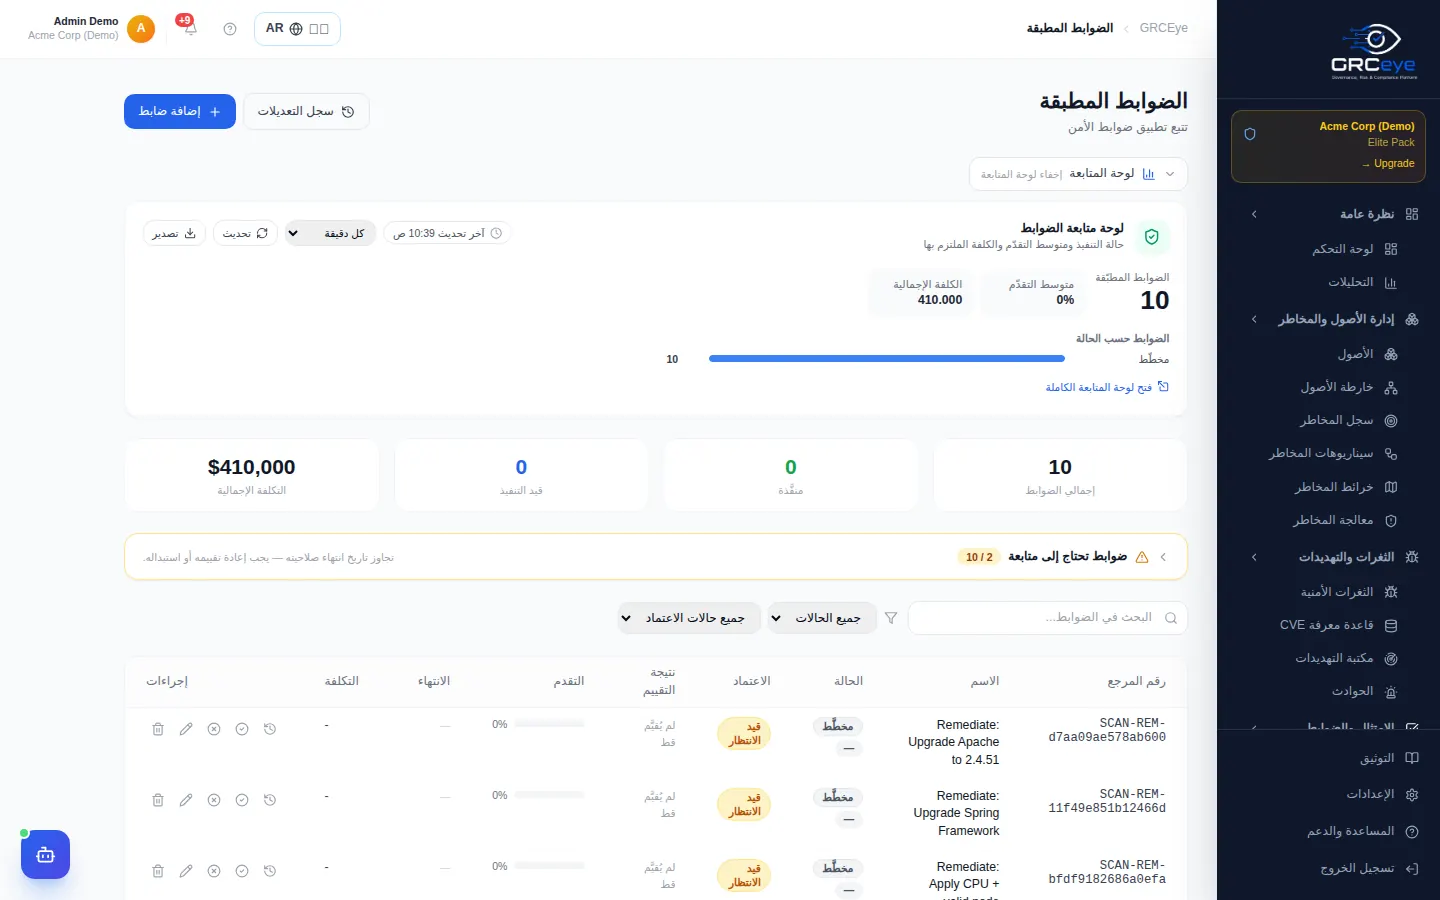 GRCeye
Governance, Risk & Compliance Platform
Acme Corp (Demo)
Elite Pack
→ Upgrade
نظرة عامة
لوحة التحكم
التحليلات
إدارة الأصول والمخاطر
الأصول
خارطة الأصول
سجل المخاطر
سيناريوهات المخاطر
خرائط المخاطر
معالجة المخاطر
الثغرات والتهديدات
الثغرات الأمنية
قاعدة معرفة CVE
مكتبة التهديدات
الحوادث
الامتثال والضوابط
التوثيق
الإعدادات
المساعدة والدعم
تسجيل الخروج
GRCEye
الضوابط المطبقة
AR
+9
A
Admin Demo
Acme Corp (Demo)
الضوابط المطبقة
تتبع تطبيق ضوابط الأمن
سجل التعديلات
إضافة ضابط
لوحة المتابعة إخفاء لوحة المتابعة
لوحة متابعة الضوابط
حالة التنفيذ ومتوسط التقدّم والكلفة الملتزم بها
آخر تحديث 10:39 ص
كل دقيقة
تحديث
تصدير
الضوابط المطبّقة
10
متوسط التقدّم
0%
الكلفة الإجمالية
410.000
الضوابط حسب الحالة
مخطّط
10
فتح لوحة المتابعة الكاملة
10
إجمالي الضوابط
0
منفَّذة
0
قيد التنفيذ
$410,000
التكلفة الإجمالية
ضوابط تحتاج إلى متابعة
10 / 2
تجاوز تاريخ انتهاء صلاحيته — يجب إعادة تقييمه أو استبداله.
البحث في الضوابط...
جميع الحالات
جميع حالات الاعتماد
رقم المرجع
الاسم
الحالة
الاعتماد
نتيجة التقييم
التقدم
الانتهاء
التكلفة
إجراءات
SCAN-REM-
d7aa09ae578ab600
Remediate:
Upgrade Apache
to 2.4.51
مخطَّط
—
قيد
الانتظار
لم يُقيَّم
قط
0%
—
-
SCAN-REM-
11f49e851b12466d
Remediate:
Upgrade Spring
Framework
مخطَّط
—
قيد
الانتظار
لم يُقيَّم
قط
0%
—
-
SCAN-REM-
bfdf9182686a0efa
Remediate:
Apply CPU +
valid node
مخطَّط
—
قيد
الانتظار
لم يُقيَّم
قط
0%
—
-